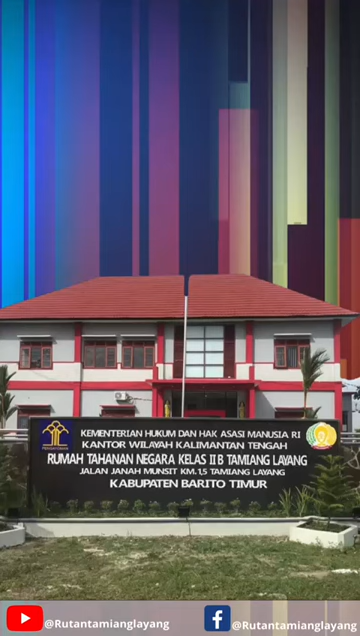 KEMENTERIAN HUKUM DAN HAK ASASI MANUSIA RI
KANTOR WILAYAH KALIMANTAN TENGAH
RUMAH TAHANAN NEGARA KELAS II B TAMIANG LAYANG
JALAN JANAH MUNSIT KM.1,5 TAMIANG LAYANG
KABUPATEN BARITO TIMUR
PENGAYOMAN
@Rutantamianglayang
@Rutantamianglayang